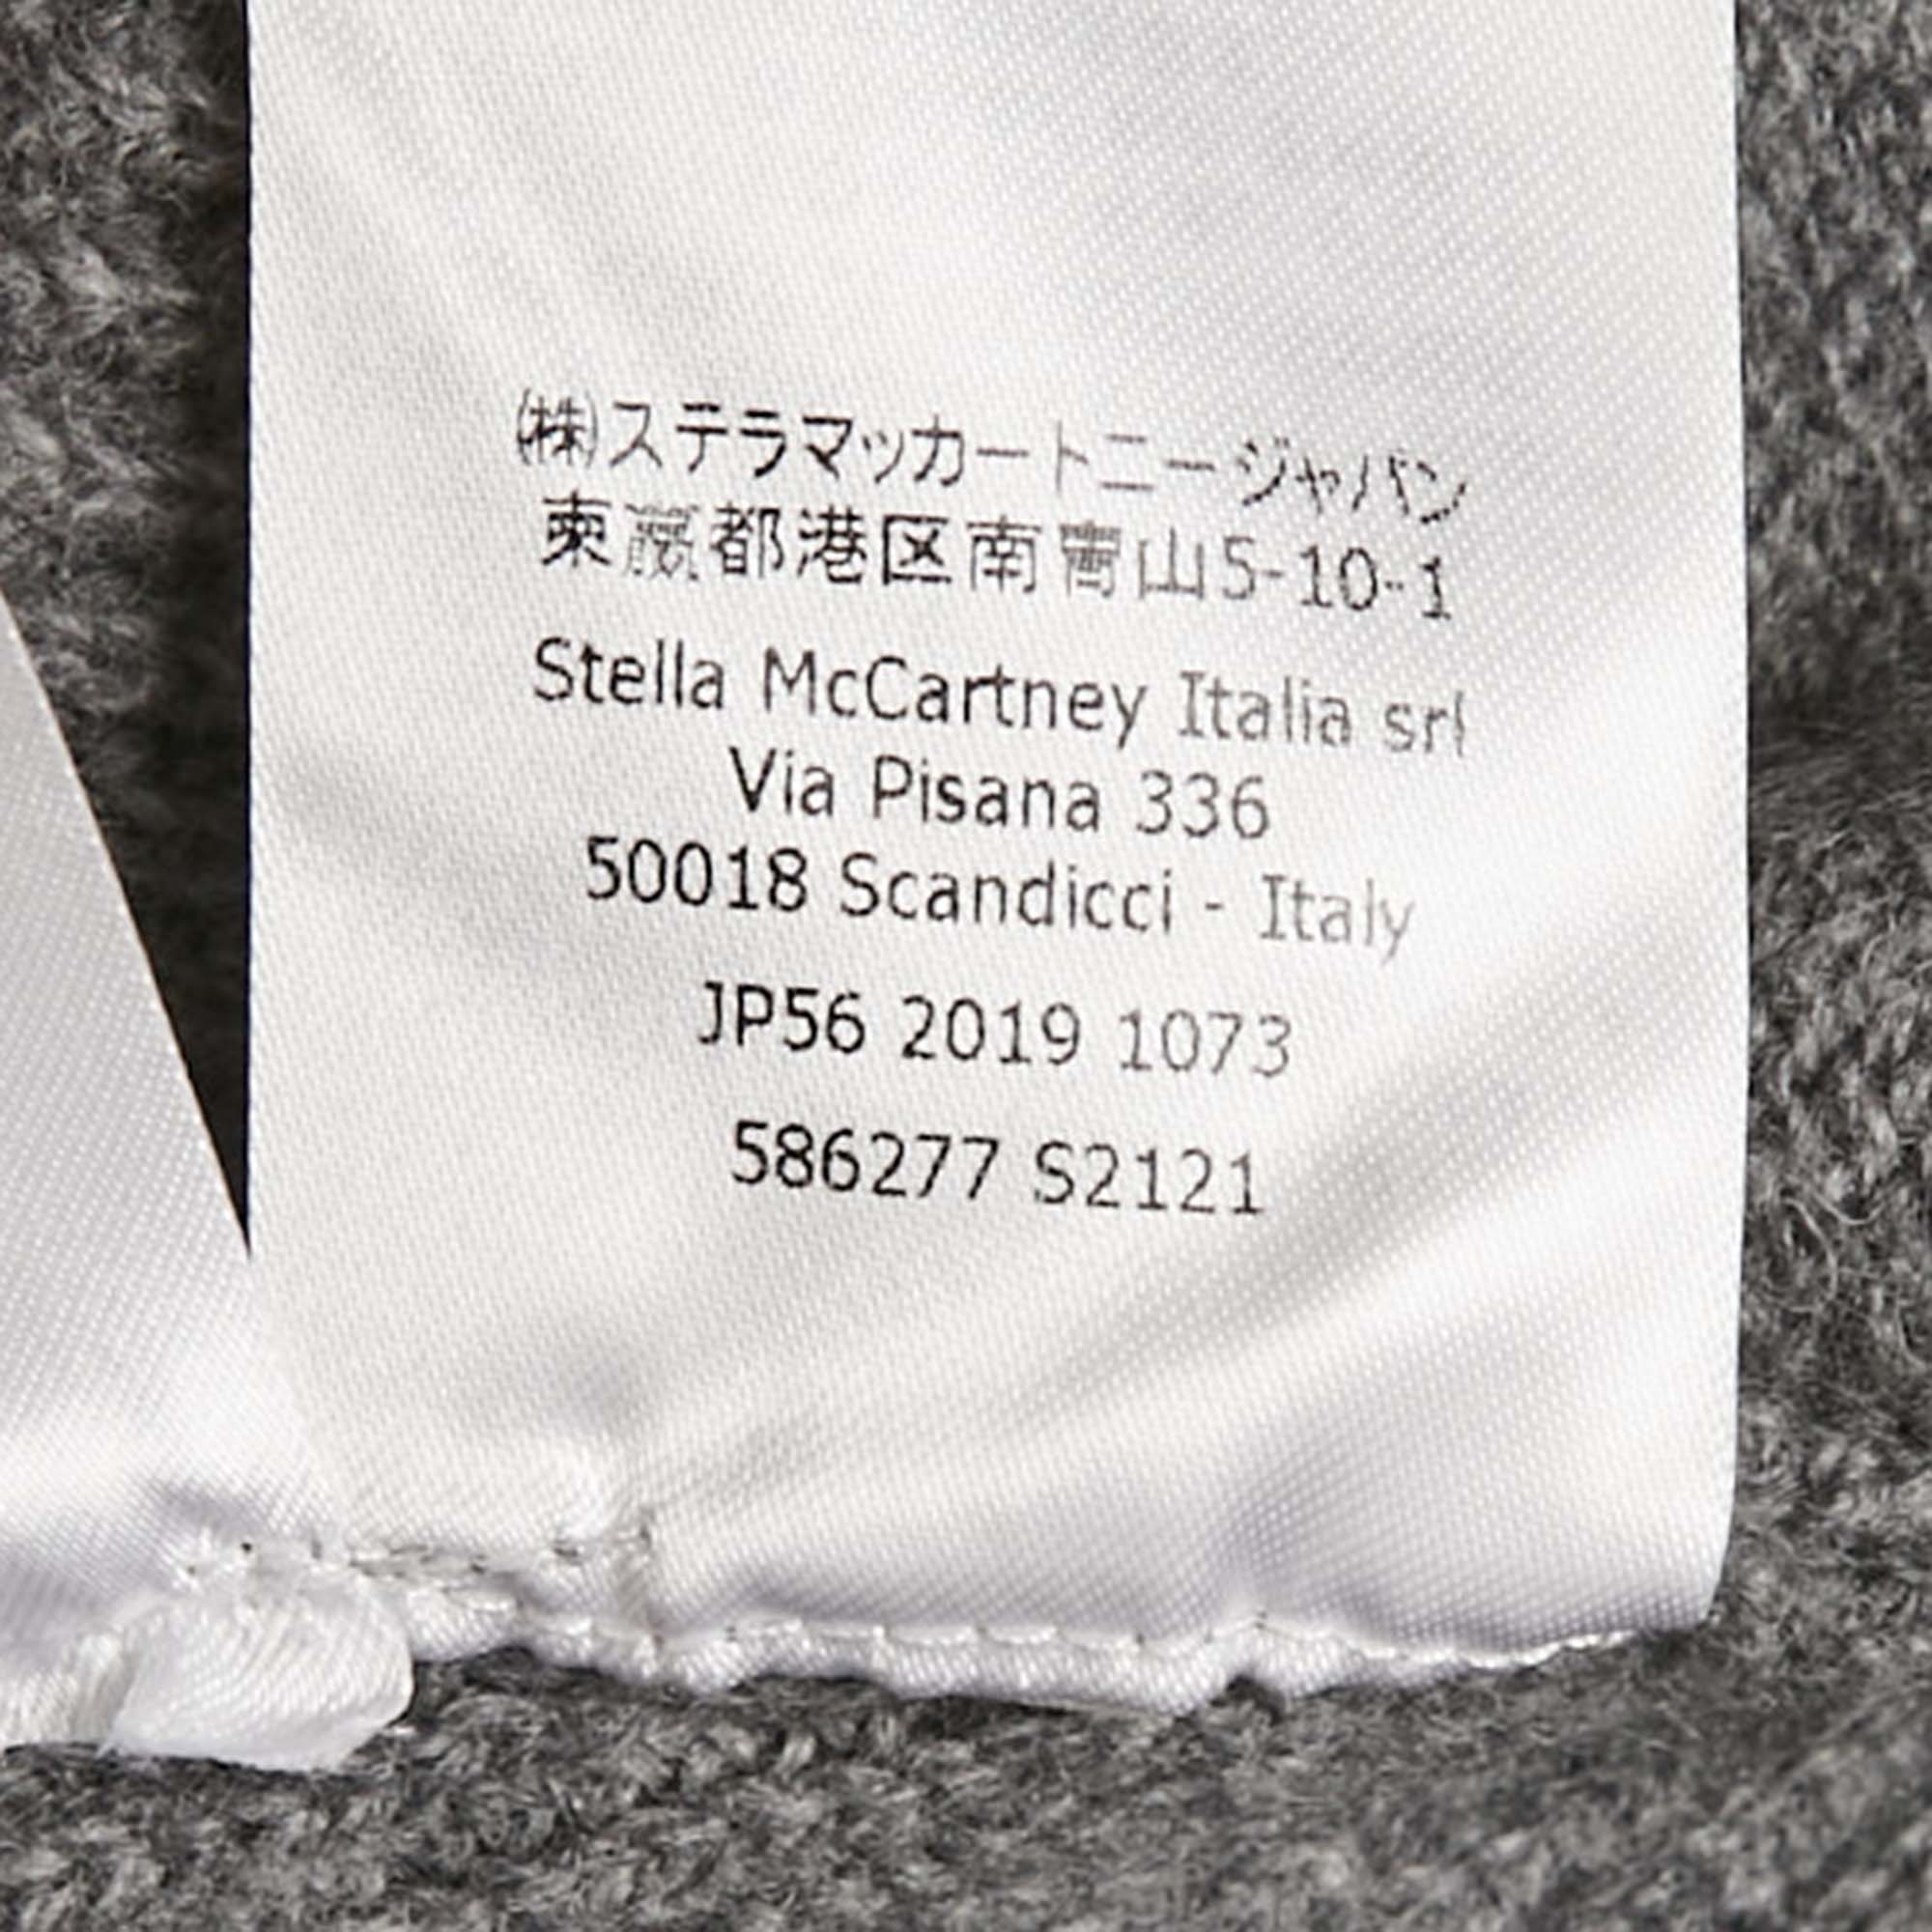 ㈱ステラマッカートニージャパン
東京都港区南青山5-10-1
Stella McCartney Italia srl
Via Pisana 336
50018 Scandicci - Italy
JP56 2019 1073
586277 S2121